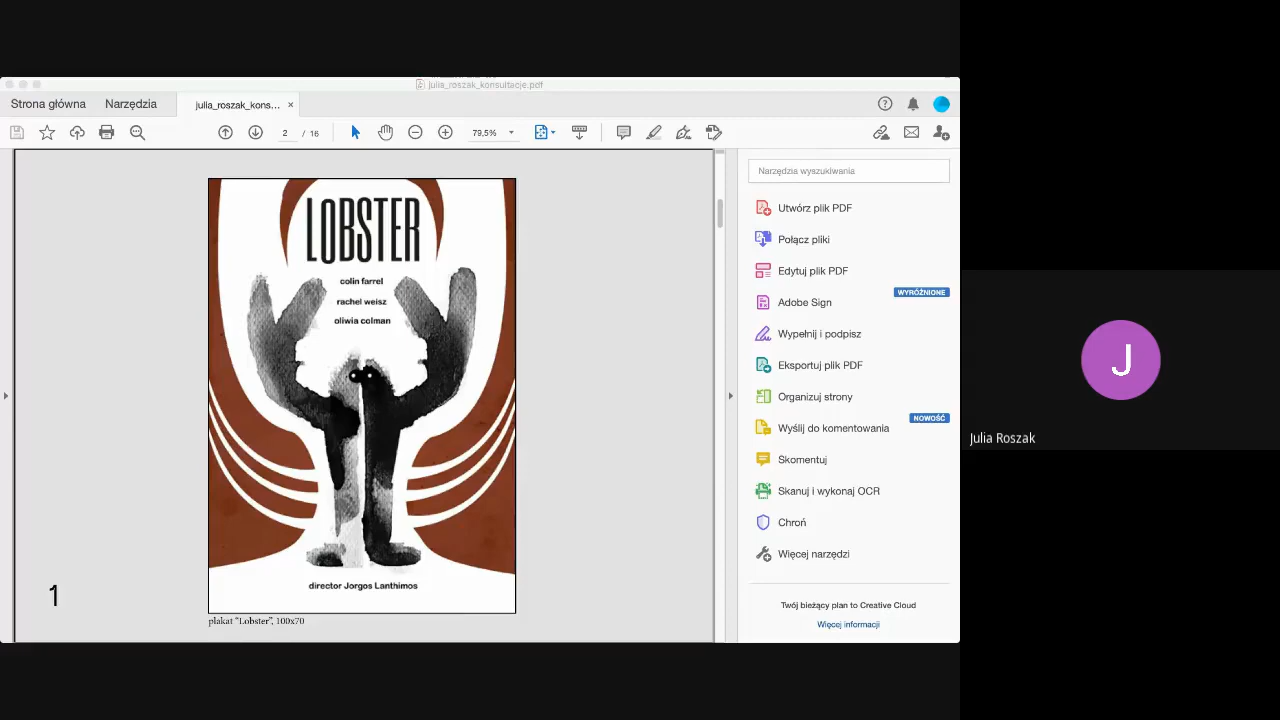 julia_roszak_konsultacje.pdf
Strona główna
Narzędzia
julia_roszak_kons...
2 / 16
79,5%
LOBSTER
colin farrel
rachel weisz
oliwia colman
director Jorgos Lanthimos
1
plakat "Lobster", 100x70
Narzędzia wyszukiwania
Utwórz plik PDF
Połącz pliki
Edytuj plik PDF
WYRÓŻNIONE
Adobe Sign
Wypełnij i podpisz
Eksportuj plik PDF
Organizuj strony
NOWOŚĆ
Wyślij do komentowania
Skomentuj
Skanuj i wykonaj OCR
Chroń
Więcej narzędzi
Twój bieżący plan to Creative Cloud
Więcej informacji
J
Julia Roszak